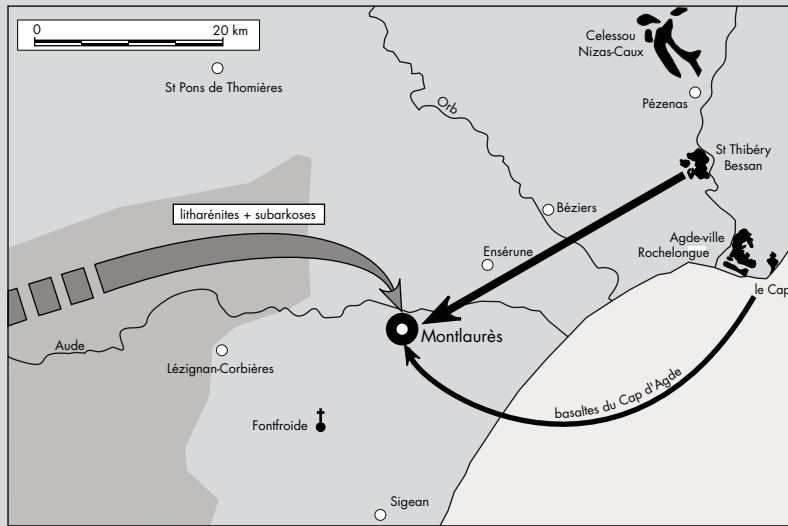 0 20 km
St Pons de Thomières
Celessou
Nizas-Caux
Pézenas
Orb
St Thibéry
Bessan
litharénites + subarkoses
Béziers
Agde-ville
Rochelongue
Ensérune
le Cap
Aude
Montlaurès
Lézignan-Corbières
basaltes du Cap d'Agde
Fontfroide
Sigean